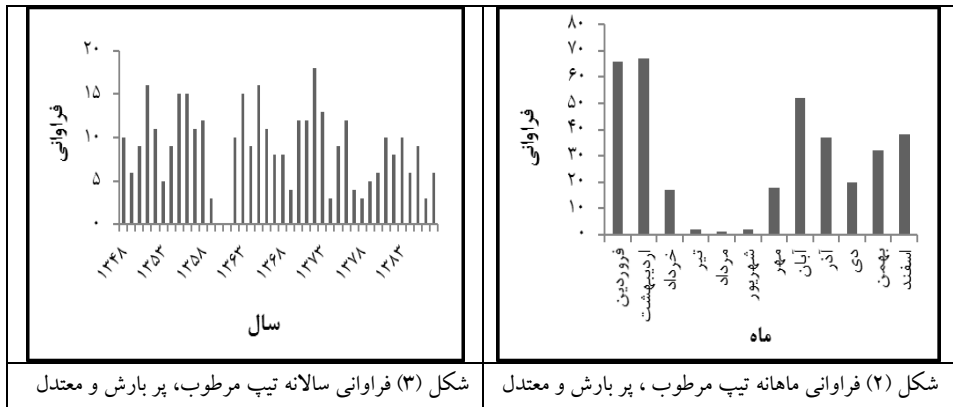 ۸۰
۷۰
۶۰
۵۰
۴۰
۳۰
۲۰
۱۰
۰
فراوانی
فروردین
اردیبهشت
خرداد
تیر
مرداد
شهریور
مهر
آبان
آذر
دی
بهمن
اسفند
ماه
شکل (۲) فراوانی ماهانه تیپ مرطوب ، پر بارش و معتدل
۲۰
۱۵
۱۰
۵
۰
فراوانی
۱۳۴۸
۱۳۵۳
۱۳۵۸
۱۳۶۳
۱۳۶۸
۱۳۷۳
۱۳۷۸
۱۳۸۳
سال
شکل (۳) فراوانی سالانه تیپ مرطوب، پر بارش و معتدل